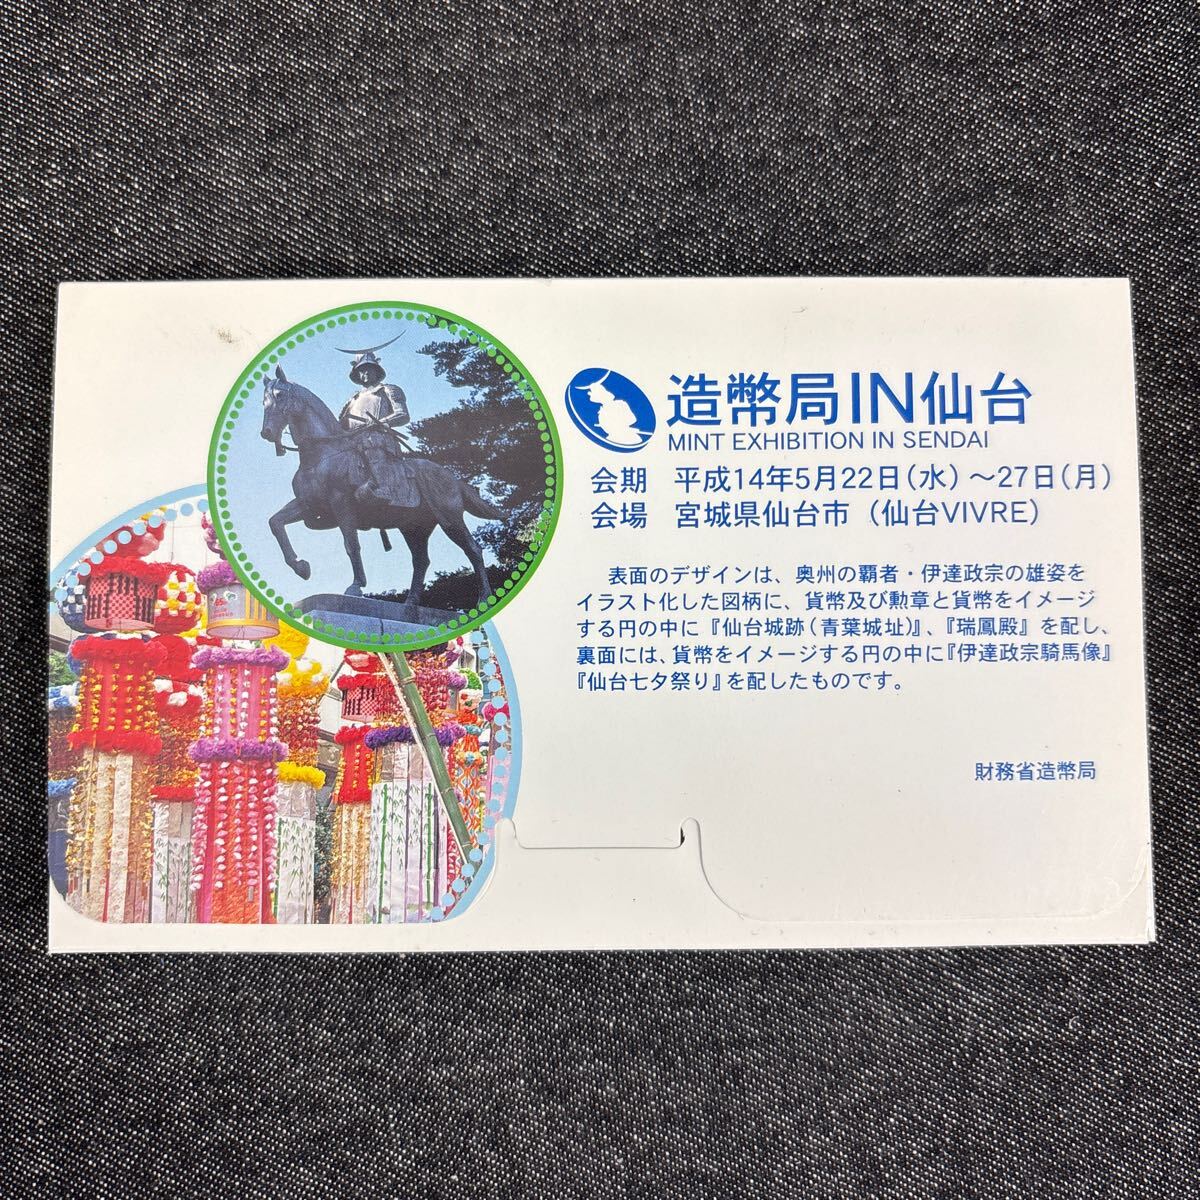 造幣局IN仙台
MINT EXHIBITION IN SENDAI
会期 平成14年5月22日(水)～27日(月)
会場 宮城県仙台市（仙台VIVRE）
表面のデザインは、奥州の覇者・伊達政宗の雄姿を
イラスト化した図柄に、貨幣及び勲章と貨幣をイメージ
する円の中に『仙台城跡（青葉城址）』、『瑞鳳殿』を配し、
裏面には、貨幣をイメージする円の中に『伊達政宗騎馬像』
『仙台七夕祭り』を配したものです。
財務省造幣局